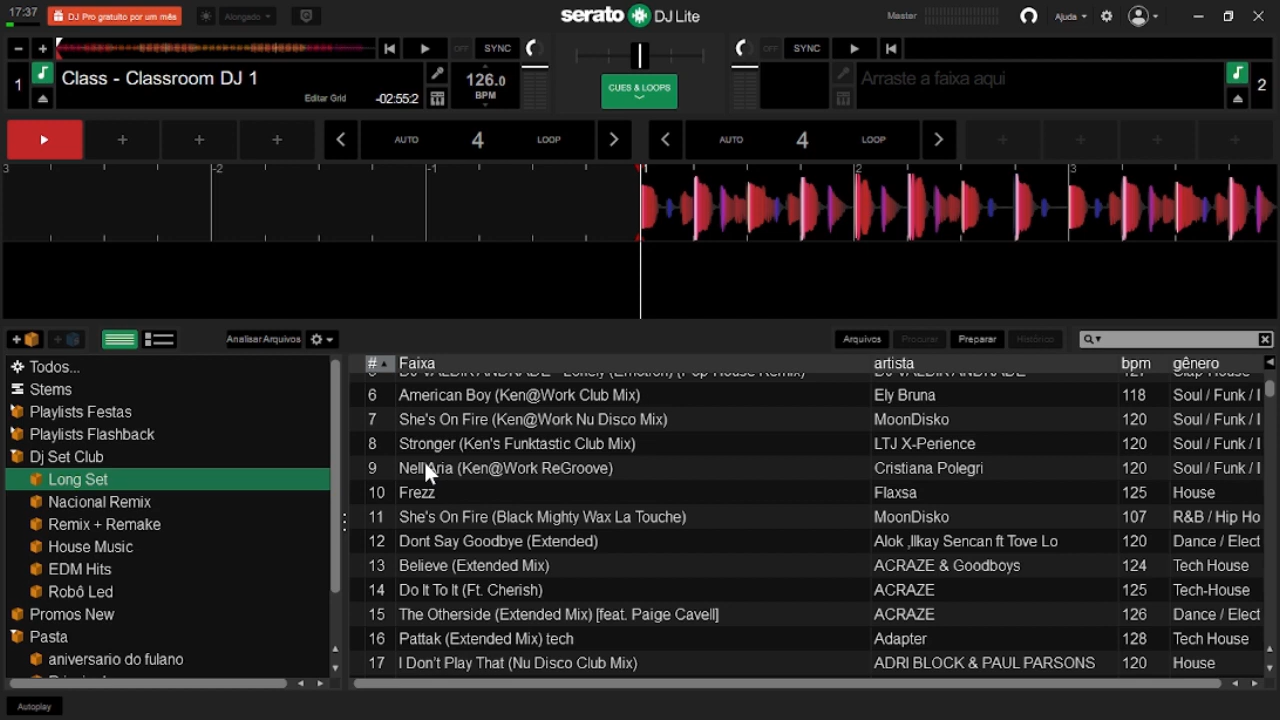 17:37
DJ Pro gratuito por um mês
Alongado
serato DJ Lite
Master
Ajuda
OFF SYNC
OFF SYNC
1
Class - Classroom DJ 1
Editar Grid
-02:55:2
126.0
BPM
CUES & LOOPS
Arraste a faixa aqui
2
AUTO 4 LOOP
AUTO 4 LOOP
3 -2 -1 1 2 3
Analisar Arquivos
Arquivos Procurar Preparar Histórico
Todos...
Stems
Playlists Festas
Playlists Flashback
Dj Set Club
Long Set
Nacional Remix
Remix + Remake
House Music
EDM Hits
Robô Led
Promos New
Pasta
aniversario do fulano
# Faixa artista bpm gênero
6 American Boy (Ken@Work Club Mix) Ely Bruna 118 Soul / Funk /
7 She's On Fire (Ken@Work Nu Disco Mix) MoonDisko 120 Soul / Funk /
8 Stronger (Ken's Funktastic Club Mix) LTJ X-Perience 120 Soul / Funk /
9 Nell'Aria (Ken@Work ReGroove) Cristiana Polegri 120 Soul / Funk /
10 Frezz Flaxsa 125 House
11 She's On Fire (Black Mighty Wax La Touche) MoonDisko 107 R&B / Hip Ho
12 Dont Say Goodbye (Extended) Alok ,Ilkay Sencan ft Tove Lo 120 Dance / Elect
13 Believe (Extended Mix) ACRAZE & Goodboys 124 Tech House
14 Do It To It (Ft. Cherish) ACRAZE 125 Tech-House
15 The Otherside (Extended Mix) [feat. Paige Cavell] ACRAZE 126 Dance / Elect
16 Pattak (Extended Mix) tech Adapter 128 Tech House
17 I Don't Play That (Nu Disco Club Mix) ADRI BLOCK & PAUL PARSONS 120 House
Autoplay